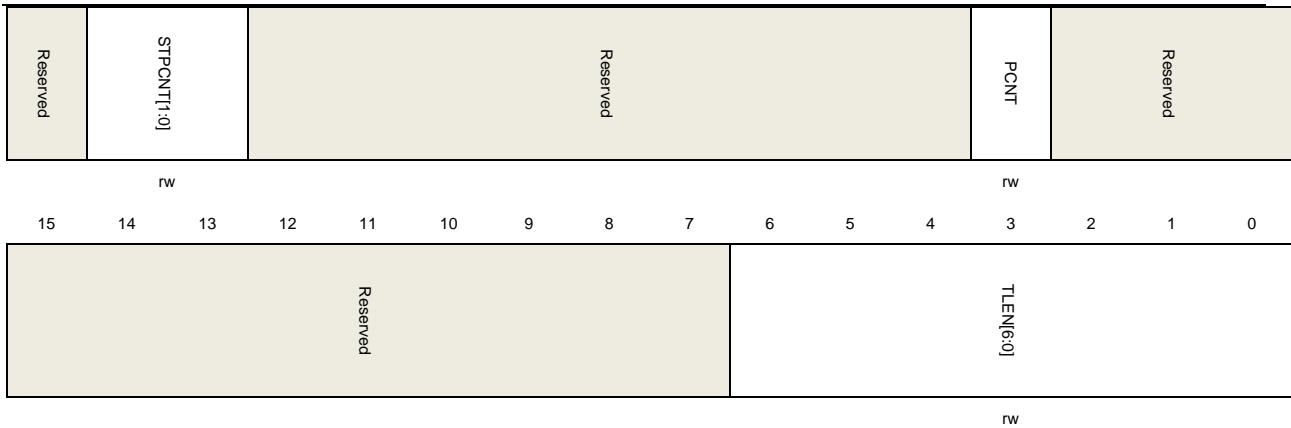 Reserved STPCNT[1:0] Reserved PCNT Reserved
rw rw
15 14 13 12 11 10 9 8 7 6 5 4 3 2 1 0
Reserved TLEN[6:0]
rw